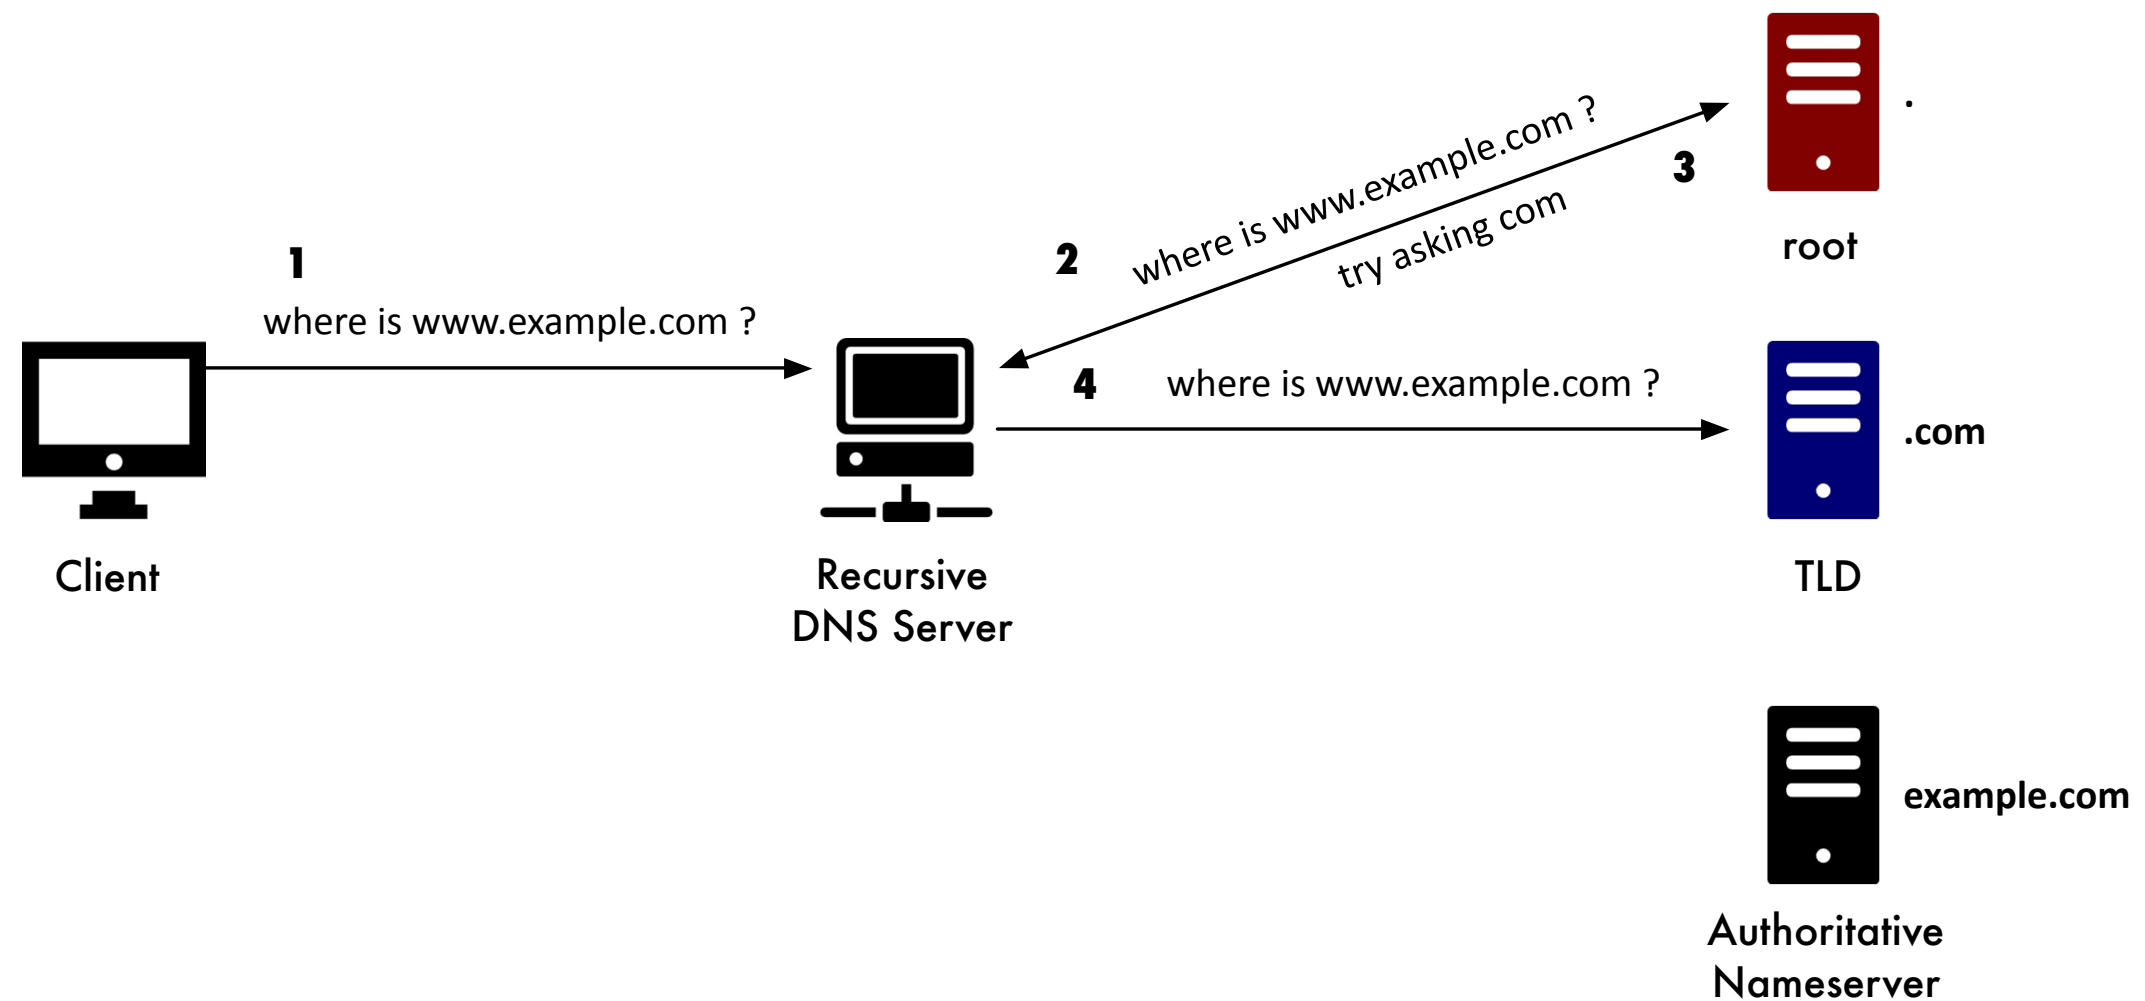 1
where is www.example.com ?
Client
Recursive
DNS Server
2
where is www.example.com ?
try asking com
3
.
root
4
where is www.example.com ?
.com
TLD
example.com
Authoritative
Nameserver